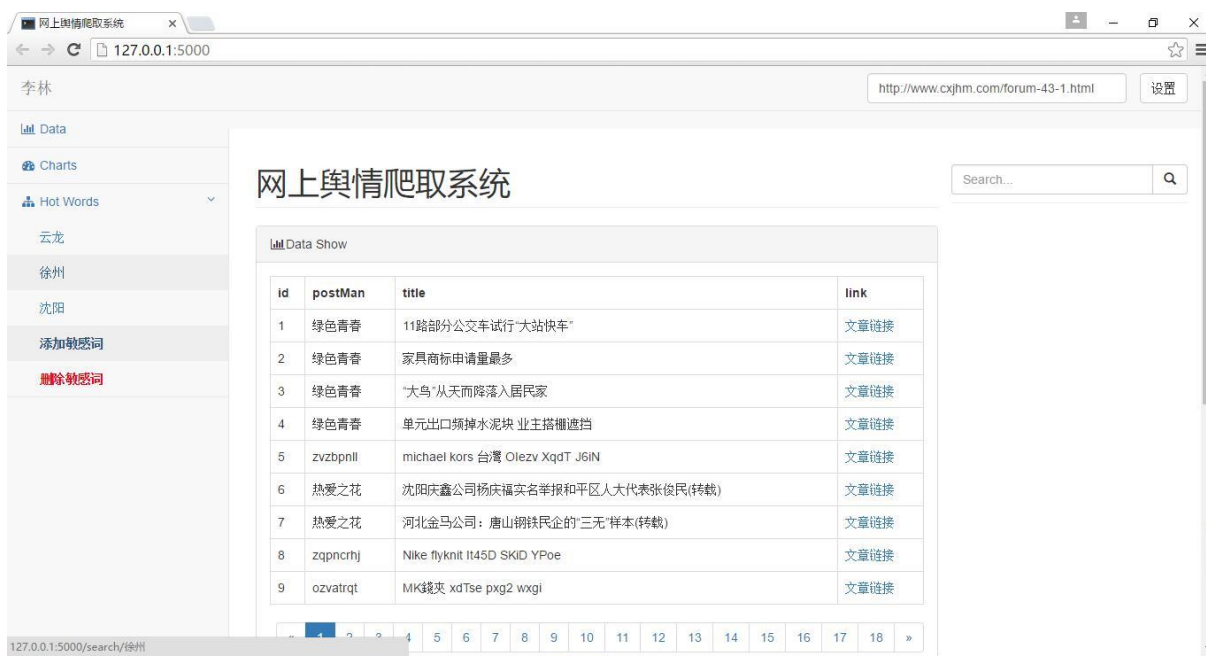 网上舆情爬取系统
127.0.0.1:5000
李林
http://www.cxjhm.com/forum-43-1.html
设置
Data
Charts
Hot Words
云龙
徐州
沈阳
添加敏感词
删除敏感词
网上舆情爬取系统
Search...
Data Show
id postMan title link
1 绿色青春 11路部分公交车试行“大站快车” 文章链接
2 绿色青春 家具商标申请量最多 文章链接
3 绿色青春 “大鸟”从天而降落入居民家 文章链接
4 绿色青春 单元出口频掉水泥块 业主搭棚遮挡 文章链接
5 zvzbpnll michael kors 台灣 OIezv XqdT J6iN 文章链接
6 热爱之花 沈阳庆鑫公司杨庆福实名举报和平区人大代表张俊民(转载) 文章链接
7 热爱之花 河北金马公司：唐山钢铁民企的“三无”样本(转载) 文章链接
8 zqpncrhj Nike flyknit It45D SKiD YPoe 文章链接
9 ozvatrqt MK錢夾 xdTse pxg2 wxgi 文章链接
« 1 2 3 4 5 6 7 8 9 10 11 12 13 14 15 16 17 18 »
127.0.0.1:5000/search/徐州